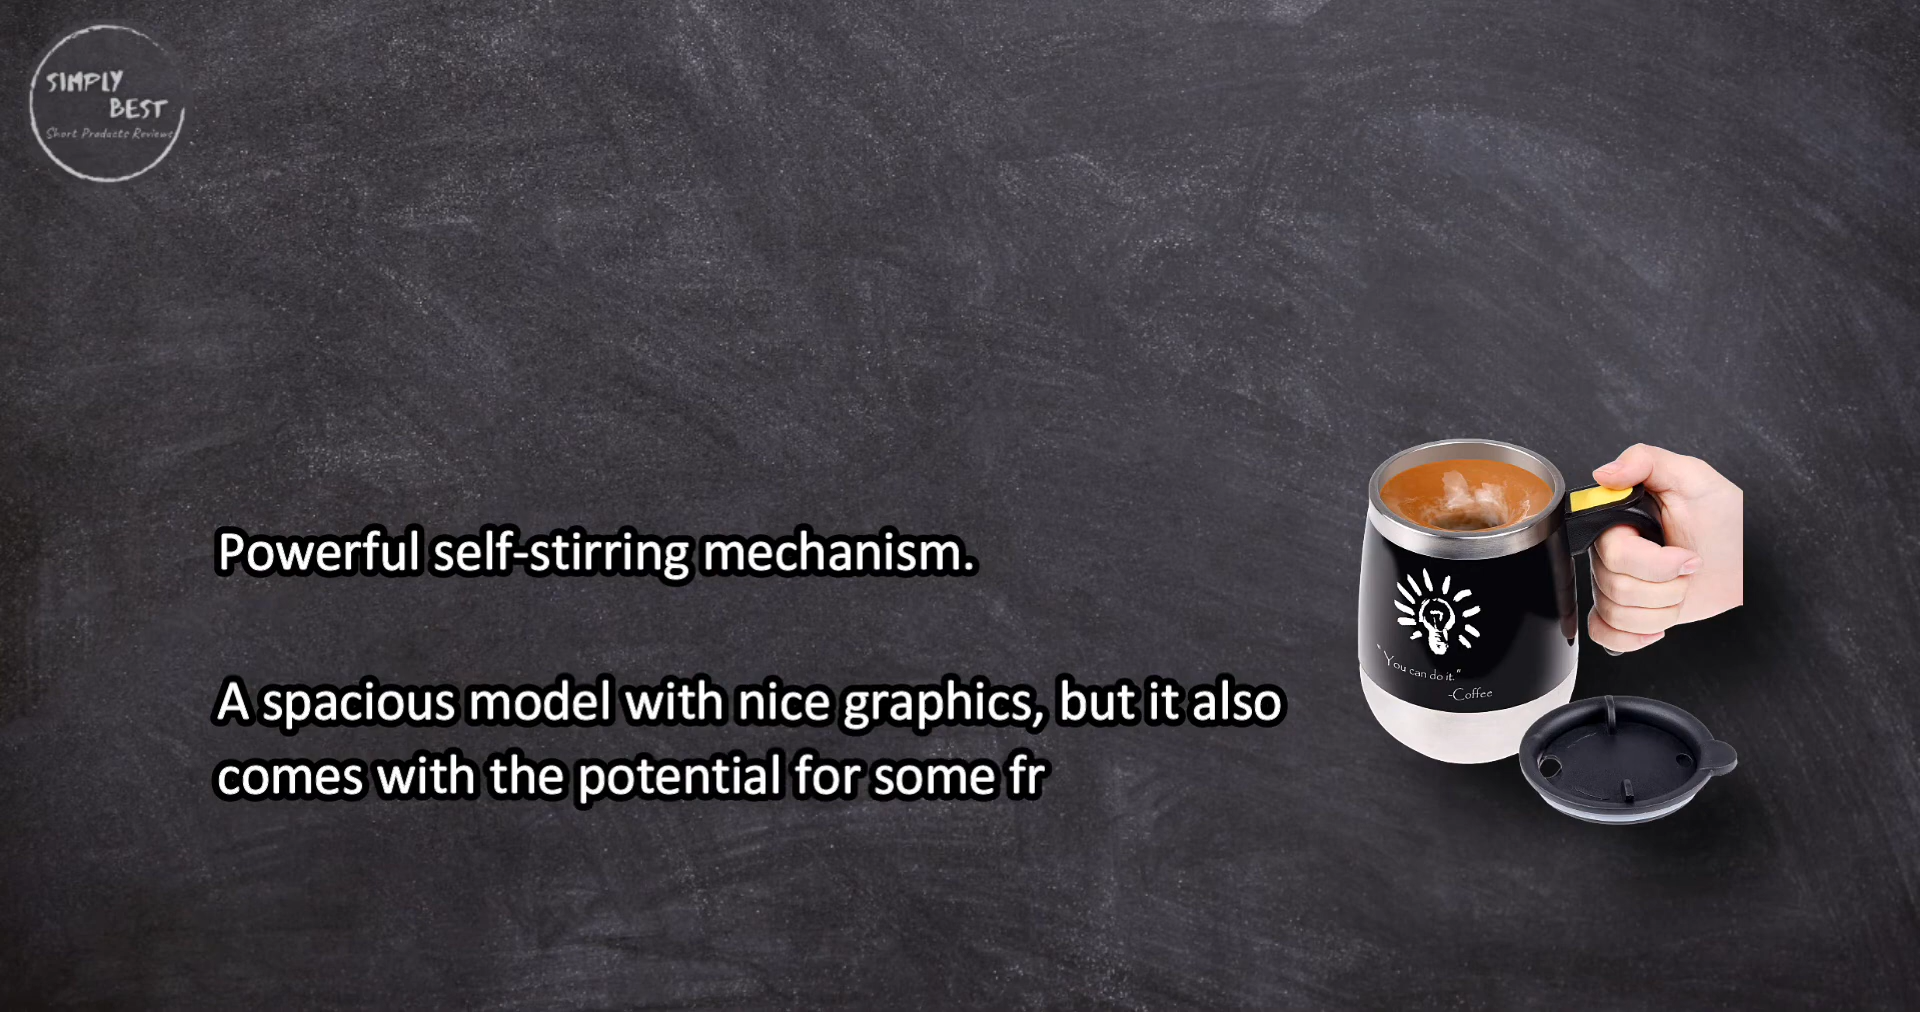 SIMPLY
BEST
Short Products Reviews
Powerful self-stirring mechanism.
A spacious model with nice graphics, but it also
comes with the potential for some fr
"You can do it."
-Coffee